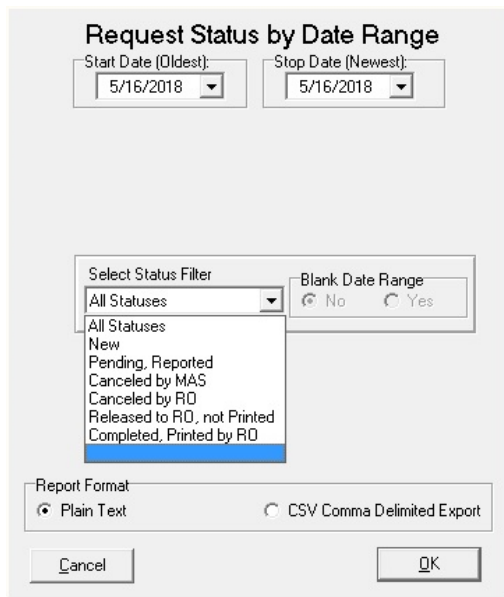 Request Status by Date Range
Start Date (Oldest): Stop Date (Newest):
5/16/2018 5/16/2018
Select Status Filter Blank Date Range
All Statuses No Yes
All Statuses
New
Pending, Reported
Canceled by MAS
Canceled by RO
Released to RO, not Printed
Completed, Printed by RO
Report Format
Plain Text CSV Comma Delimited Export
Cancel OK